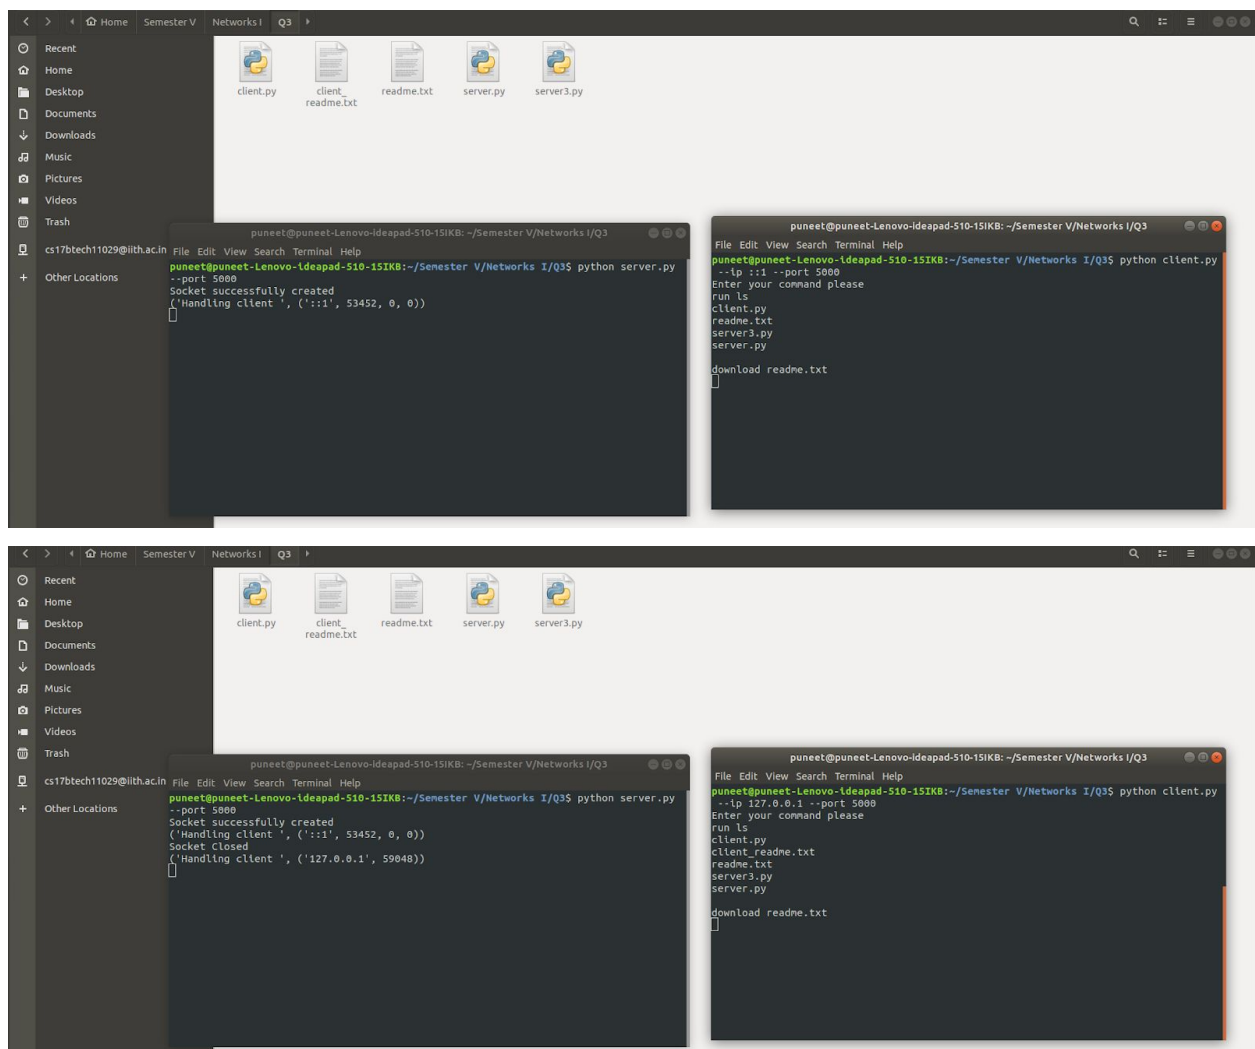 Home Semester V Networks I Q3
Recent
Home
Desktop
Documents
Downloads
Music
Pictures
Videos
Trash
cs17btech11029@iith.ac.in
Other Locations
client.py
client_
readme.txt
readme.txt
server.py
server3.py
puneet@puneet-Lenovo-ideapad-510-15IKB: ~/Semester V/Networks I/Q3
File Edit View Search Terminal Help
puneet@puneet-Lenovo-ideapad-510-15IKB:~/Semester V/Networks I/Q3$ python server.py
--port 5000
Socket successfully created
('Handling client ', ('::1', 53452, 0, 0))
puneet@puneet-Lenovo-ideapad-510-15IKB: ~/Semester V/Networks I/Q3
File Edit View Search Terminal Help
puneet@puneet-Lenovo-ideapad-510-15IKB:~/Semester V/Networks I/Q3$ python client.py
--ip ::1 --port 5000
Enter your command please
run ls
client.py
readme.txt
server3.py
server.py
download readme.txt
Home Semester V Networks I Q3
Recent
Home
Desktop
Documents
Downloads
Music
Pictures
Videos
Trash
cs17btech11029@iith.ac.in
Other Locations
client.py
client_
readme.txt
readme.txt
server.py
server3.py
puneet@puneet-Lenovo-ideapad-510-15IKB: ~/Semester V/Networks I/Q3
File Edit View Search Terminal Help
puneet@puneet-Lenovo-ideapad-510-15IKB:~/Semester V/Networks I/Q3$ python server.py
--port 5000
Socket successfully created
('Handling client ', ('::1', 53452, 0, 0))
Socket Closed
('Handling client ', ('127.0.0.1', 59048))
puneet@puneet-Lenovo-ideapad-510-15IKB: ~/Semester V/Networks I/Q3
File Edit View Search Terminal Help
puneet@puneet-Lenovo-ideapad-510-15IKB:~/Semester V/Networks I/Q3$ python client.py
--ip 127.0.0.1 --port 5000
Enter your command please
run ls
client.py
client_readme.txt
readme.txt
server3.py
server.py
download readme.txt